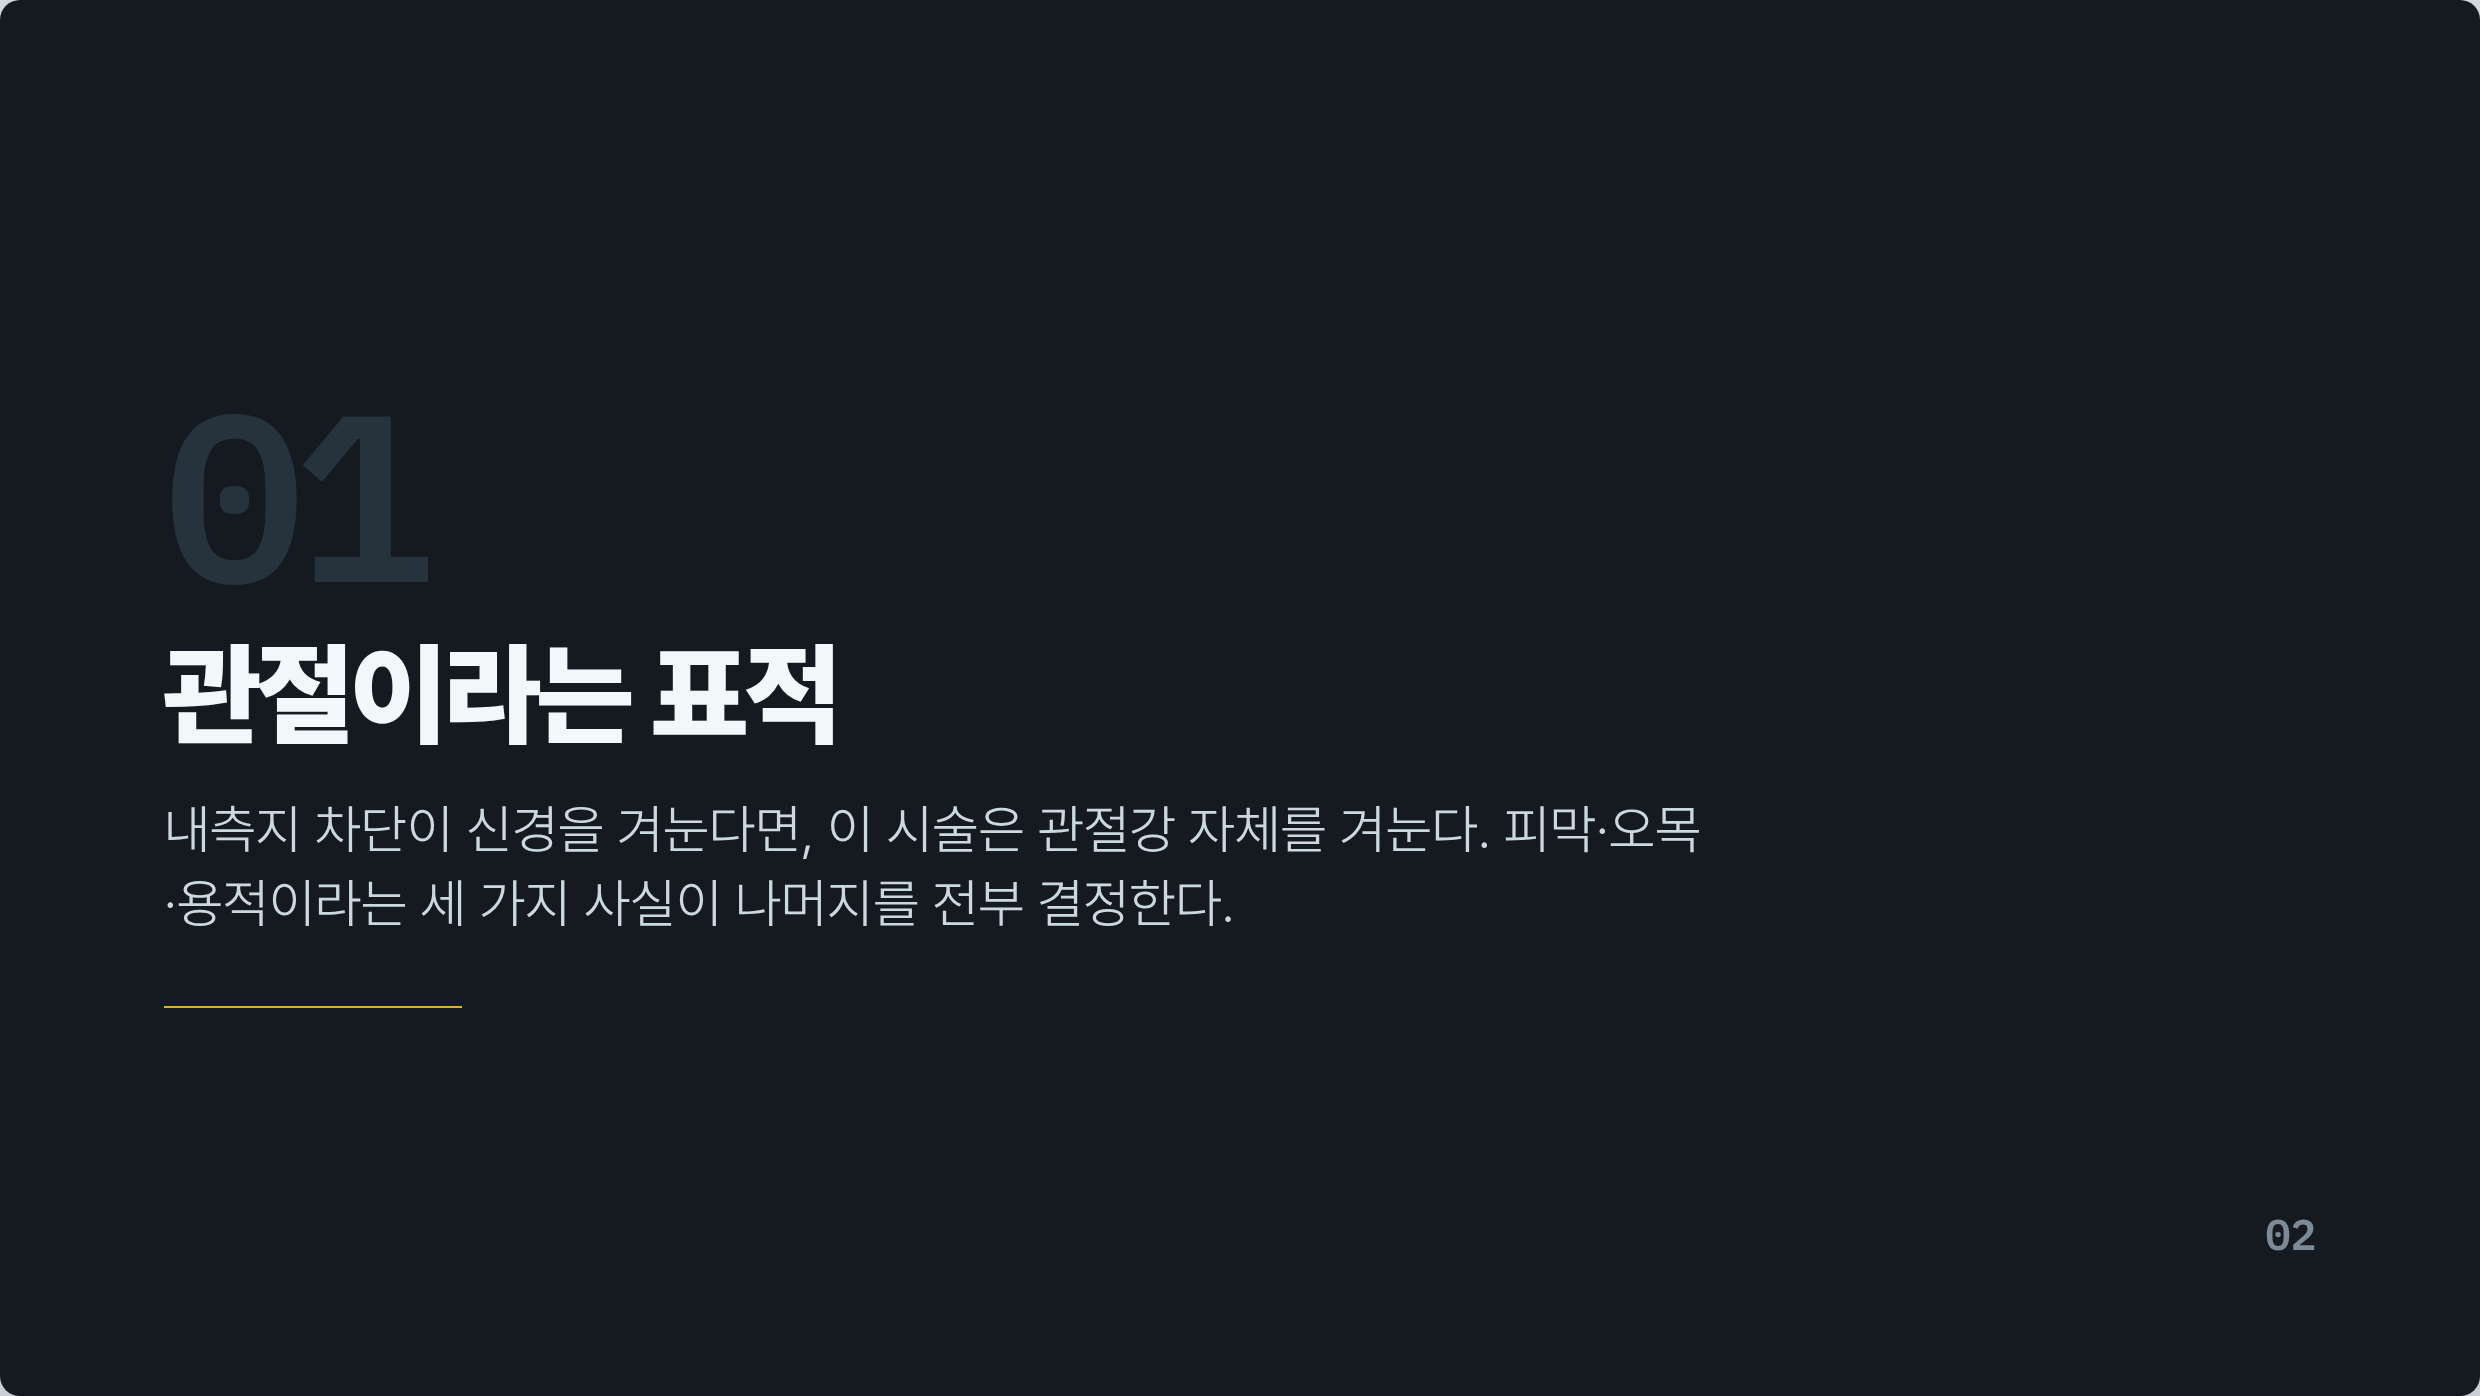 01
관절이라는 표적
내측지 차단이 신경을 겨눈다면, 이 시술은 관절강 자체를 겨눈다. 피막·오목
·용적이라는 세 가지 사실이 나머지를 전부 결정한다.
02